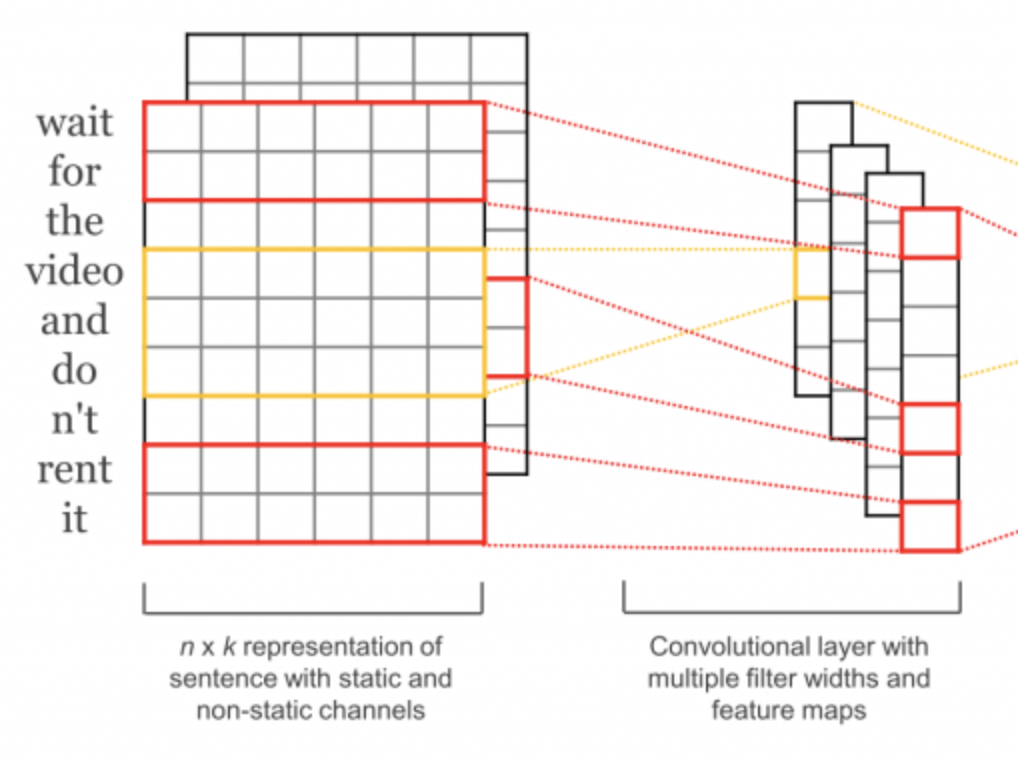 wait
for
the
video
and
do
n't
rent
it
n x k representation of
sentence with static and
non-static channels
Convolutional layer with
multiple filter widths and
feature maps